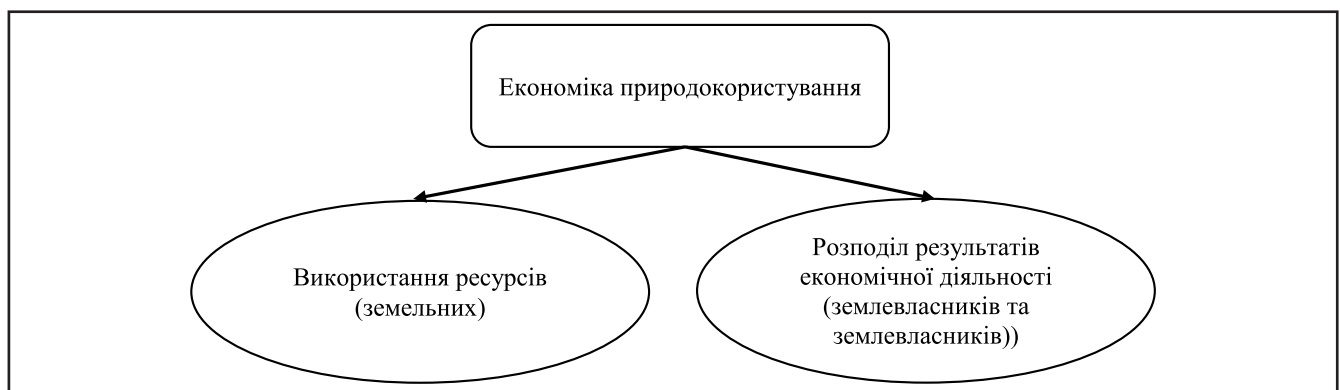 Економіка природокористування
Використання ресурсів
(земельних)
Розподіл результатів
економічної діяльності
(землевласників та
землевласників))